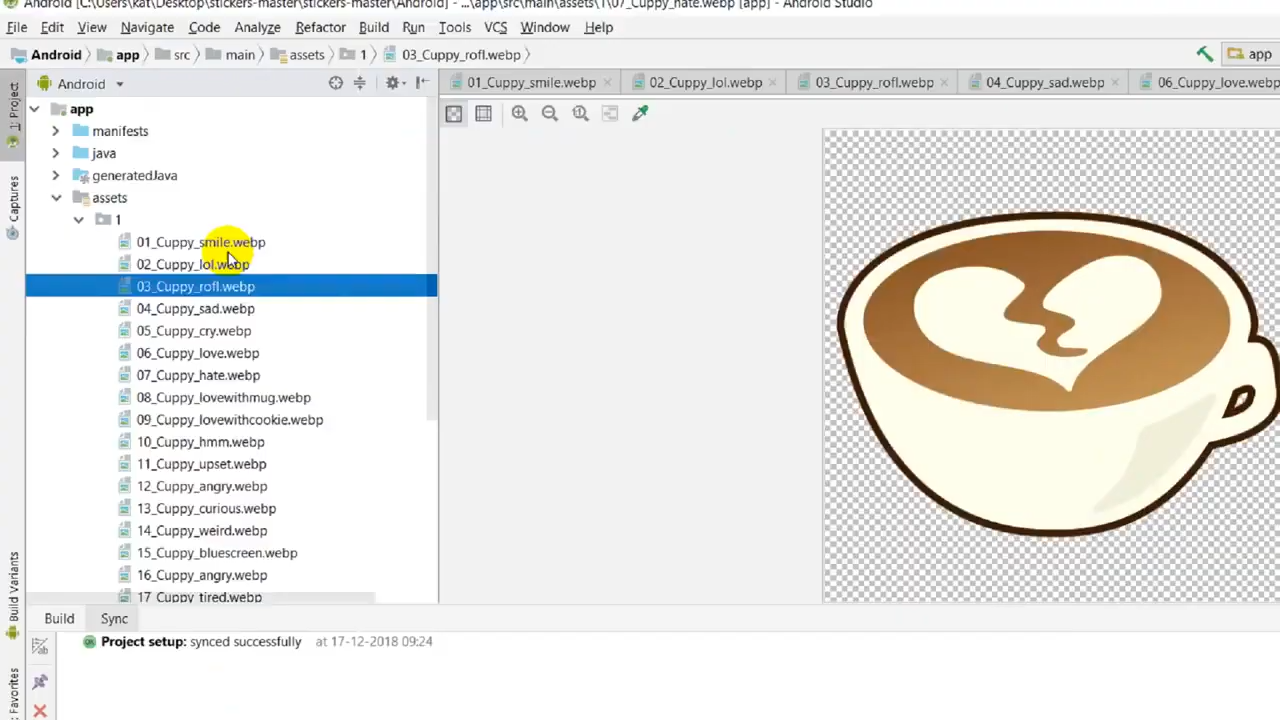 Android [C:\Users\kat\Desktop\stickers-master\stickers-master\Android] - ...\app\src\main\assets\1\07_Cuppy_hate.webp [app] - Android Studio
File Edit View Navigate Code Analyze Refactor Build Run Tools VCS Window Help
Android app src main assets 1 03_Cuppy_rofl.webp app
Android 01_Cuppy_smile.webp 02_Cuppy_lol.webp 03_Cuppy_rofl.webp 04_Cuppy_sad.webp 06_Cuppy_love.webp
1: Project
Captures
Build Variants
Favorites
app
manifests
java
generatedJava
assets
1
01_Cuppy_smile.webp
02_Cuppy_lol.webp
03_Cuppy_rofl.webp
04_Cuppy_sad.webp
05_Cuppy_cry.webp
06_Cuppy_love.webp
07_Cuppy_hate.webp
08_Cuppy_lovewithmug.webp
09_Cuppy_lovewithcookie.webp
10_Cuppy_hmm.webp
11_Cuppy_upset.webp
12_Cuppy_angry.webp
13_Cuppy_curious.webp
14_Cuppy_weird.webp
15_Cuppy_bluescreen.webp
16_Cuppy_angry.webp
17_Cuppy_tired.webp
Build Sync
Project setup: synced successfully at 17-12-2018 09:24